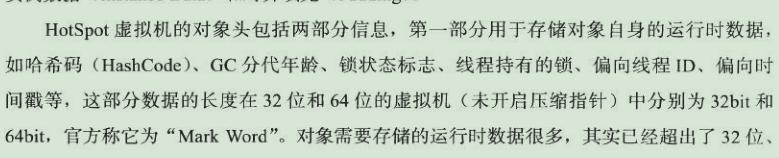 HotSpot 虚拟机的对象头包括两部分信息，第一部分用于存储对象自身的运行时数据，
如哈希码（HashCode）、GC 分代年龄、锁状态标志、线程持有的锁、偏向线程 ID、偏向时
间戳等，这部分数据的长度在 32 位和 64 位的虚拟机（未开启压缩指针）中分别为 32bit 和
64bit，官方称它为“Mark Word”。对象需要存储的运行时数据很多，其实已经超出了 32 位、